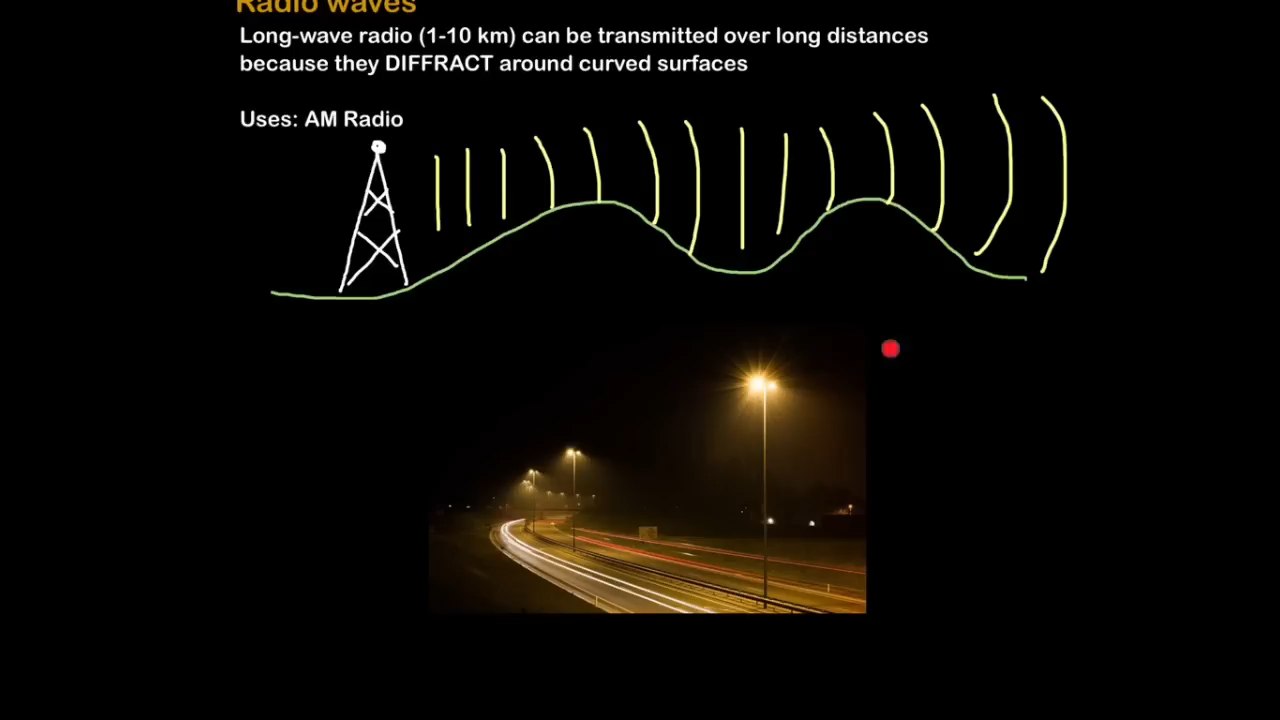 Radio waves
Long-wave radio (1-10 km) can be transmitted over long distances
because they DIFFRACT around curved surfaces
Uses: AM Radio